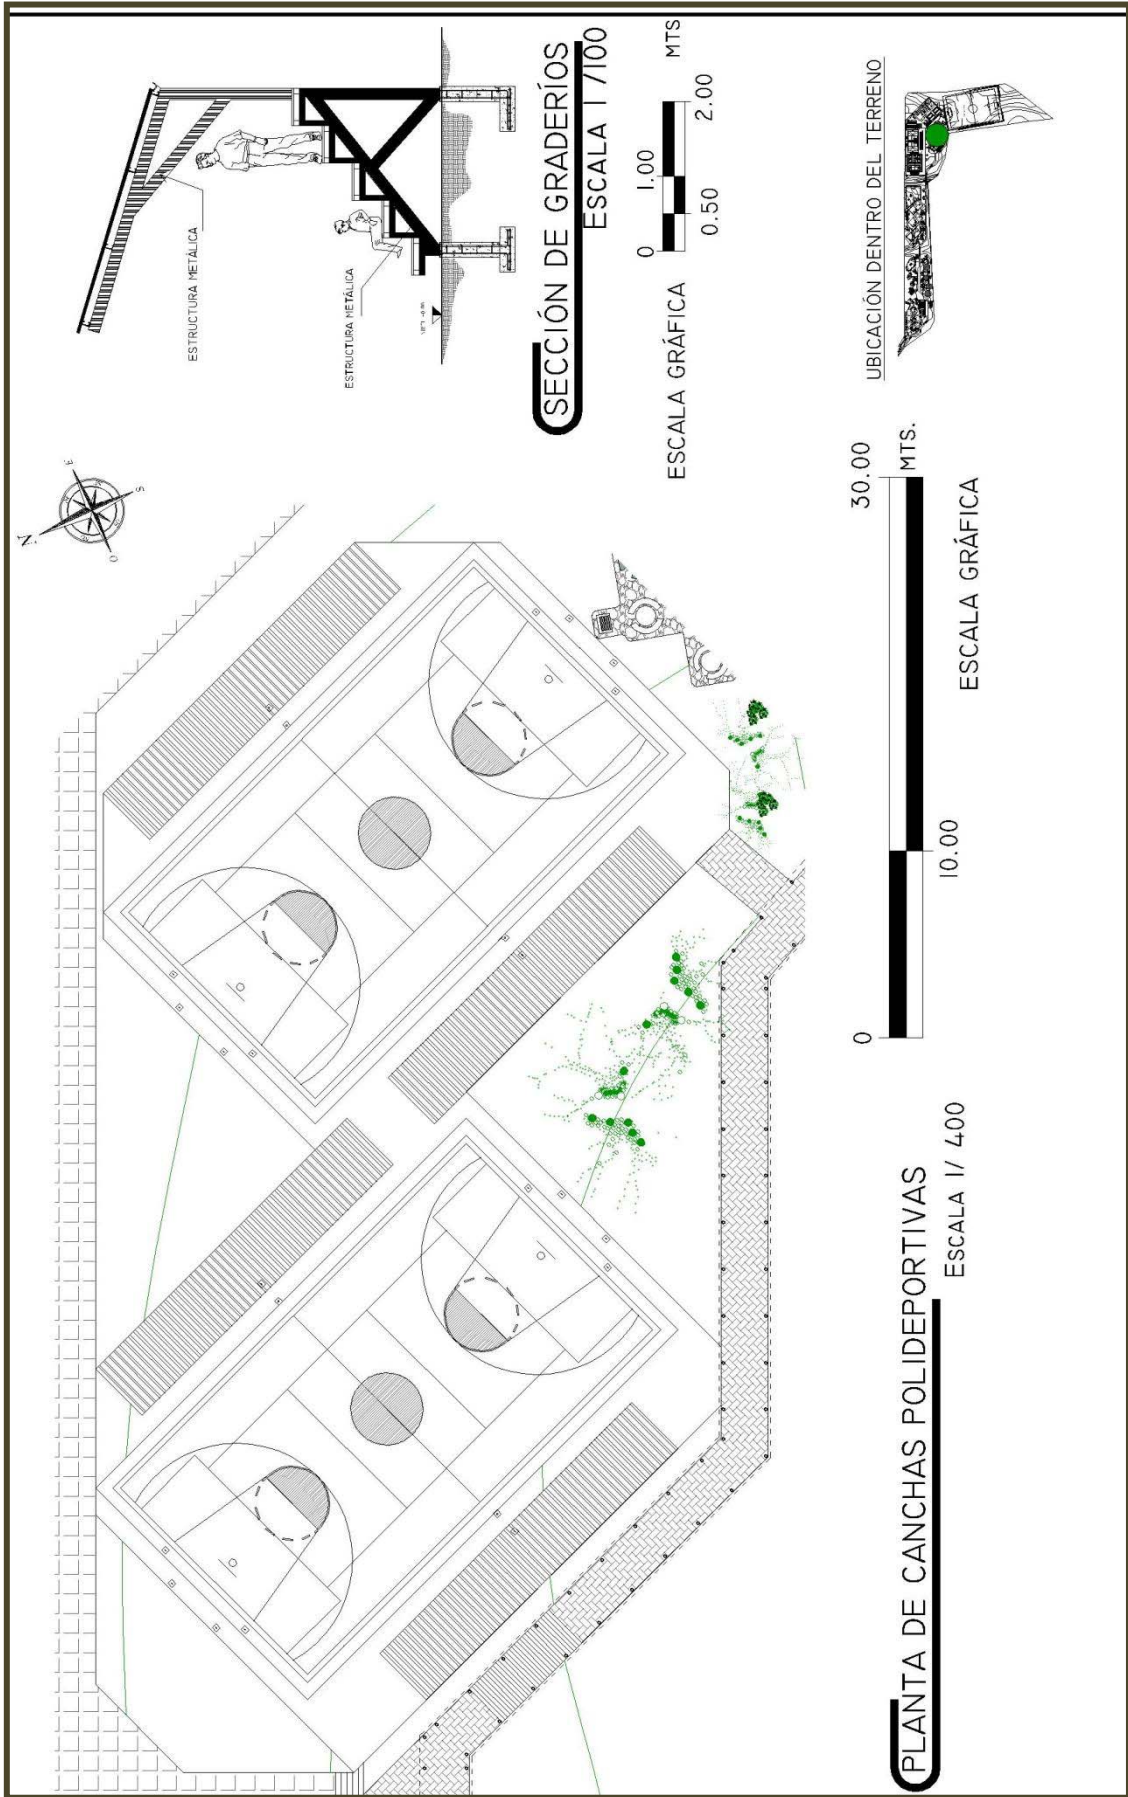 ESTRUCTURA METÁLICA
ESTRUCTURA METÁLICA
SECCIÓN DE GRADERÍOS
ESCALA 1 /100
0
0.50
1.00
2.00
MTS
ESCALA GRÁFICA
UBICACIÓN DENTRO DEL TERRENO
N
E
S
O
PLANTA DE CANCHAS POLIDEPORTIVAS
ESCALA 1/ 400
0
10.00
30.00
MTS.
ESCALA GRÁFICA